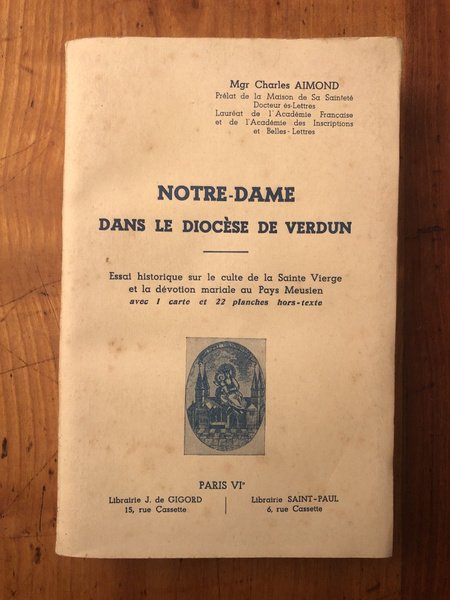 Mgr Charles AIMOND
Prélat de la Maison de Sa Sainteté
Docteur ès-Lettres
Lauréat de l'Académie Française
et de l'Académie des Inscriptions
et Belles-Lettres
NOTRE-DAME
DANS LE DIOCÈSE DE VERDUN
Essai historique sur le culte de la Sainte Vierge
et la dévotion mariale au Pays Meusien
avec 1 carte et 22 planches hors-texte
PARIS VIe
Librairie J. de GIGORD
15, rue Cassette
Librairie SAINT-PAUL
6, rue Cassette